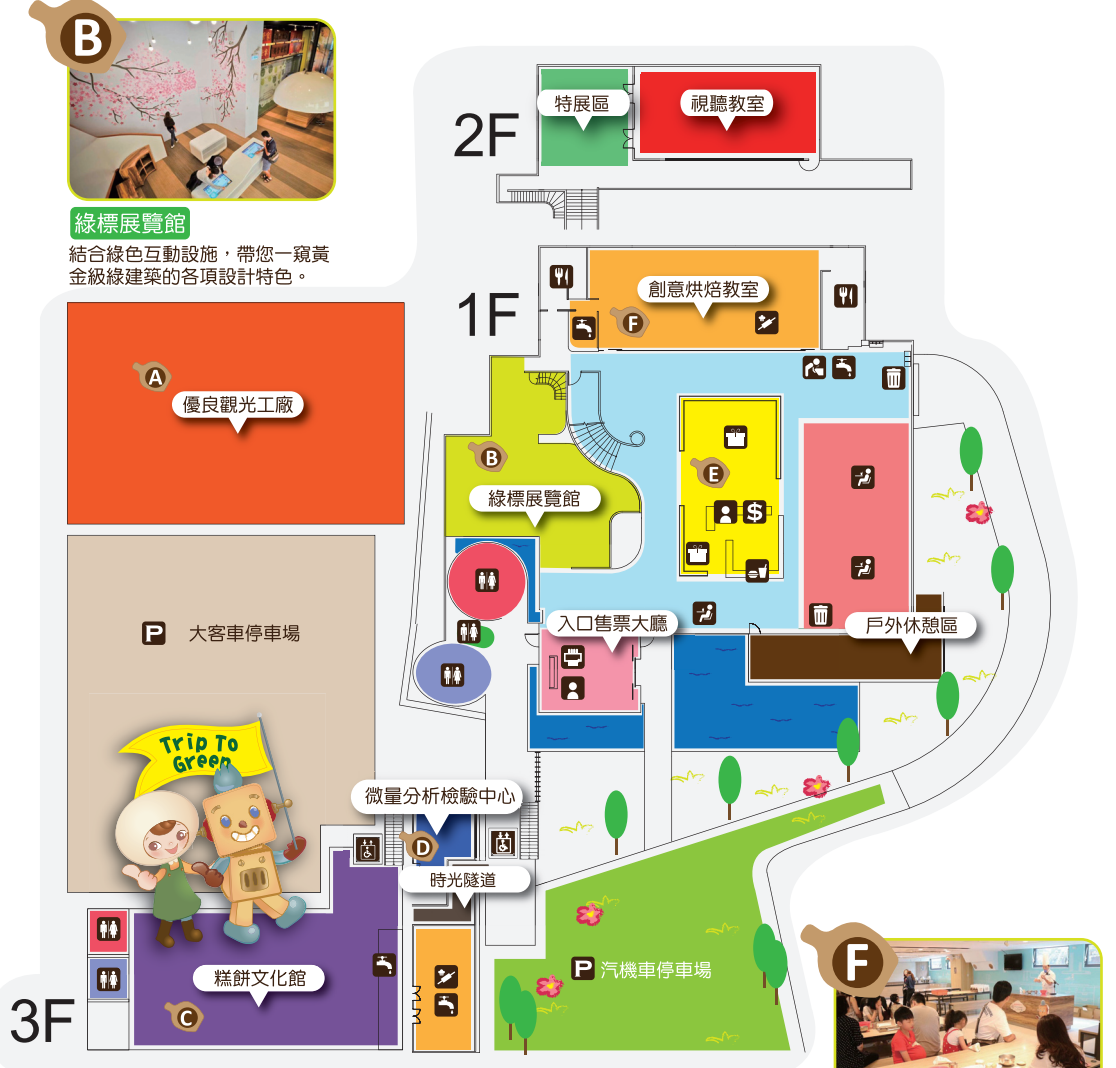 B
綠標展覽館
結合綠色互動設施，帶您一窺黃
金級綠建築的各項設計特色。
2F
特展區
視聽教室
1F
創意烘焙教室
F
A
優良觀光工廠
B
綠標展覽館
E
$
P 大客車停車場
入口售票大廳
戶外休憩區
Trip To
Green
微量分析檢驗中心
D
時光隧道
P 汽機車停車場
糕餅文化館
C
3F
F